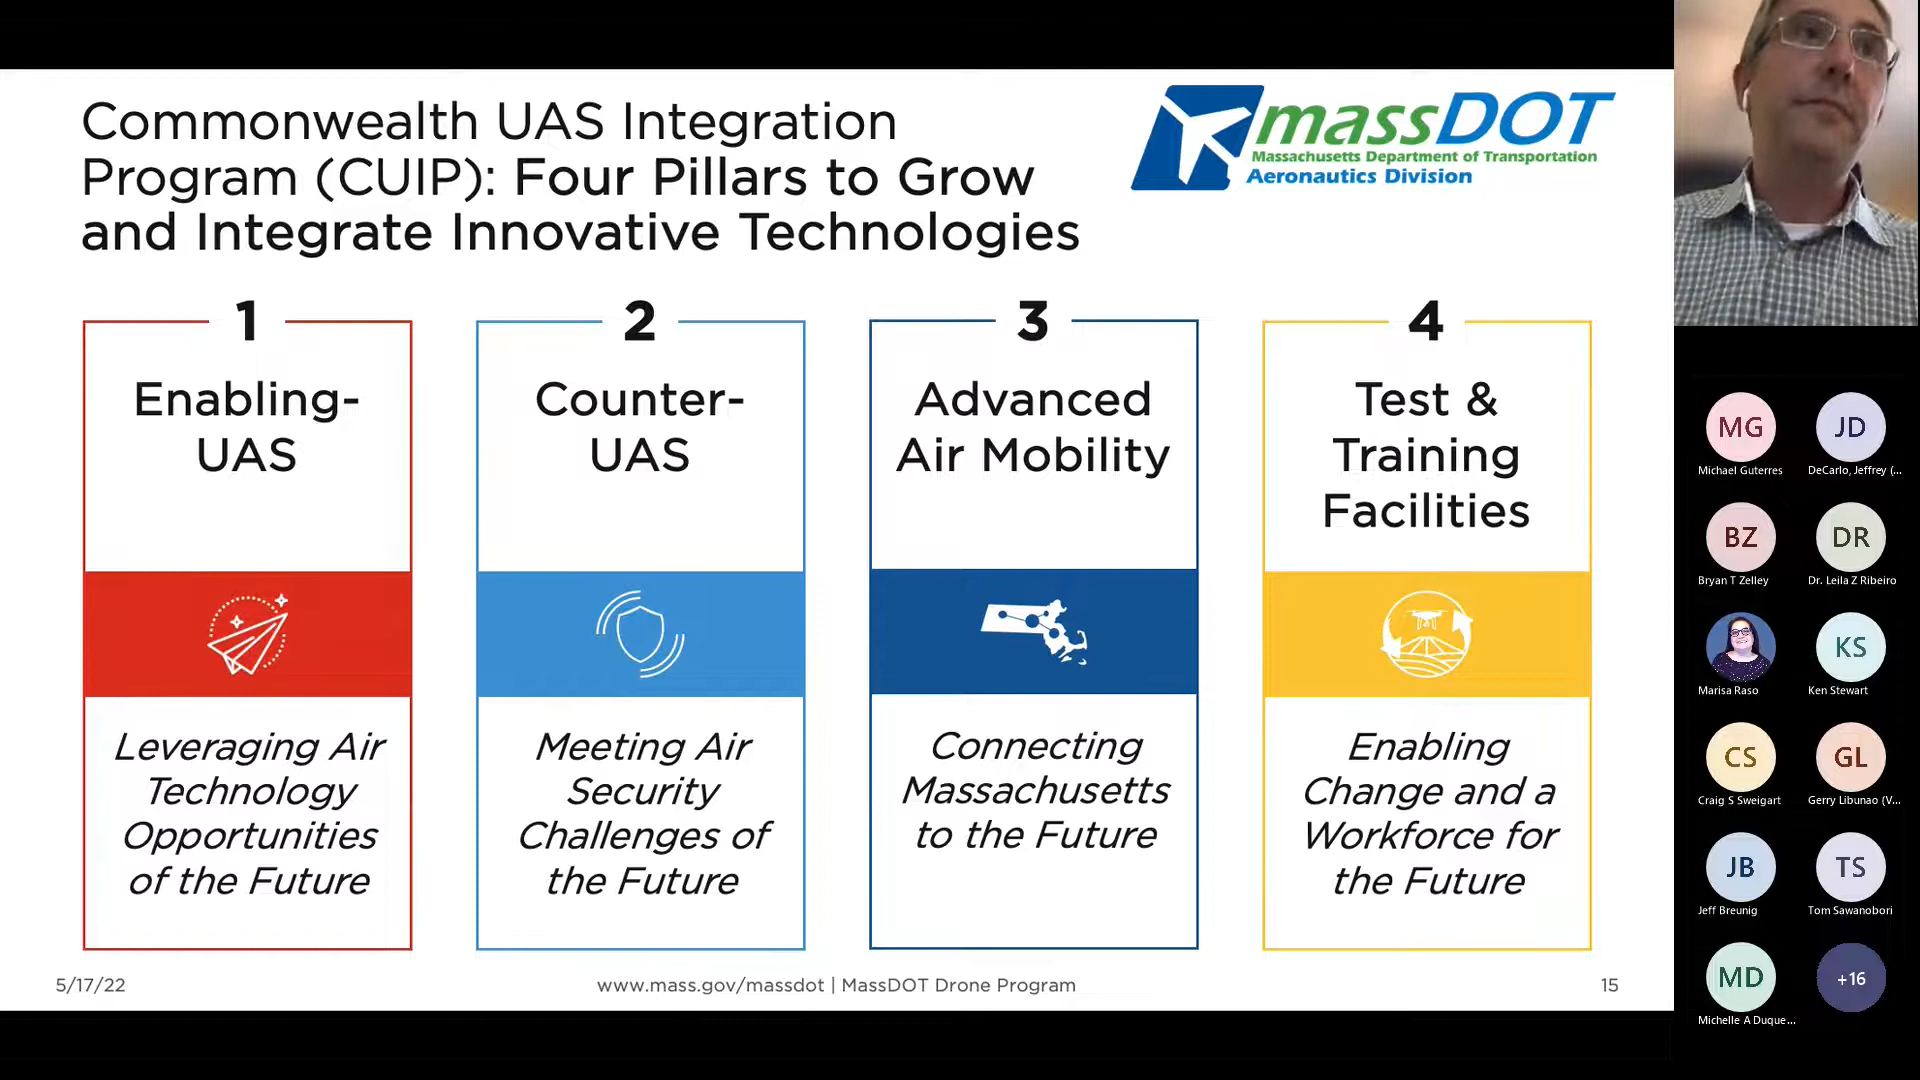 Commonwealth UAS Integration
Program (CUIP): Four Pillars to Grow
and Integrate Innovative Technologies
massDOT
Massachusetts Department of Transportation
Aeronautics Division
1
Enabling-
UAS
Leveraging Air
Technology
Opportunities
of the Future
2
Counter-
UAS
Meeting Air
Security
Challenges of
the Future
3
Advanced
Air Mobility
Connecting
Massachusetts
to the Future
4
Test &
Training
Facilities
Enabling
Change and a
Workforce for
the Future
5/17/22
www.mass.gov/massdot | MassDOT Drone Program
15
MG
Michael Guterres
JD
DeCarlo, Jeffrey (...
BZ
Bryan T Zelley
DR
Dr. Leila Z Ribeiro
Marisa Raso
KS
Ken Stewart
CS
Craig S Sweigart
GL
Gerry Libunao (V...
JB
Jeff Breunig
TS
Tom Sawanobori
MD
Michelle A Duque...
+16